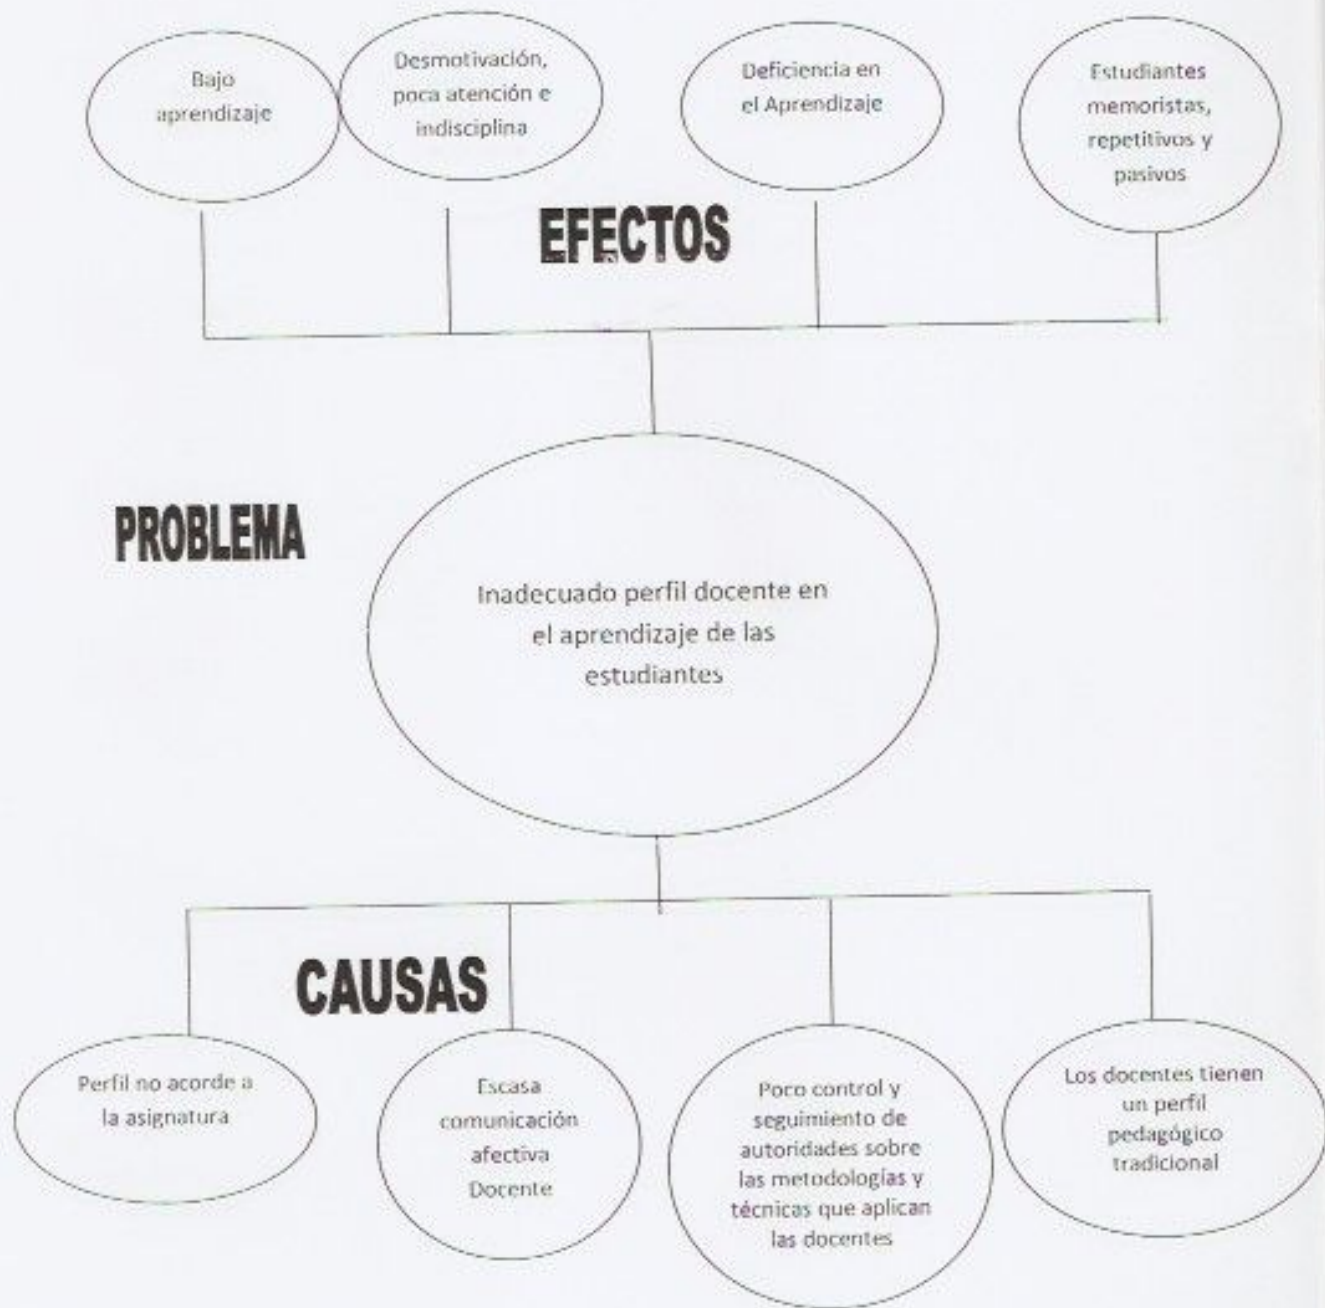 Bajo
aprendizaje
Desmotivación,
poca atención e
indisciplina
Deficiencia en
el Aprendizaje
Estudiantes
memoristas,
repetitivos y
pasivos
EFECTOS
PROBLEMA
Inadecuado perfil docente en
el aprendizaje de las
estudiantes
CAUSAS
Perfil no acorde a
la asignatura
Escasa
comunicación
afectiva
Docente
Poco control y
seguimiento de
autoridades sobre
las metodologías y
técnicas que aplican
las docentes
Los docentes tienen
un perfil
pedagógico
tradicional